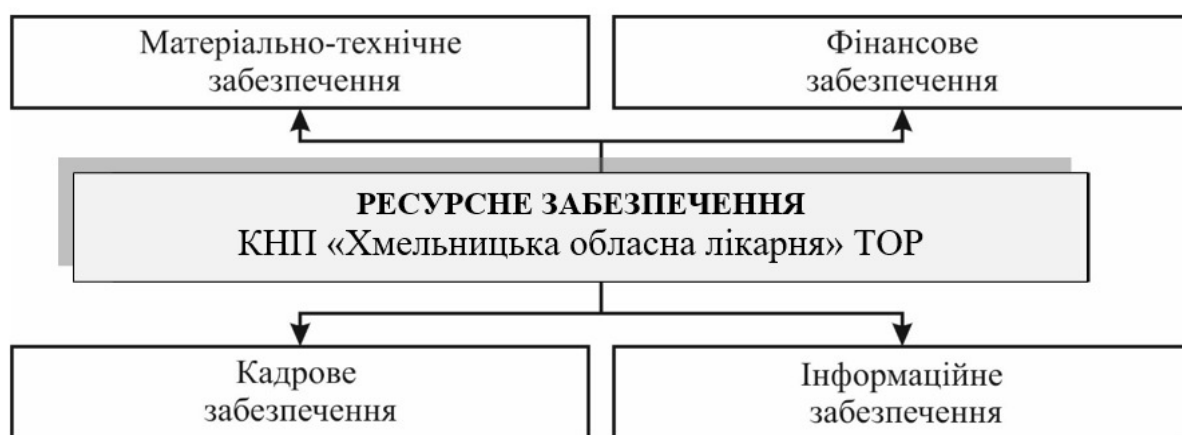 Матеріально-технічне
забезпечення
Фінансове
забезпечення
РЕСУРСНЕ ЗАБЕЗПЕЧЕННЯ
КНП «Хмельницька обласна лікарня» ТОР
Кадрове
забезпечення
Інформаційне
забезпечення